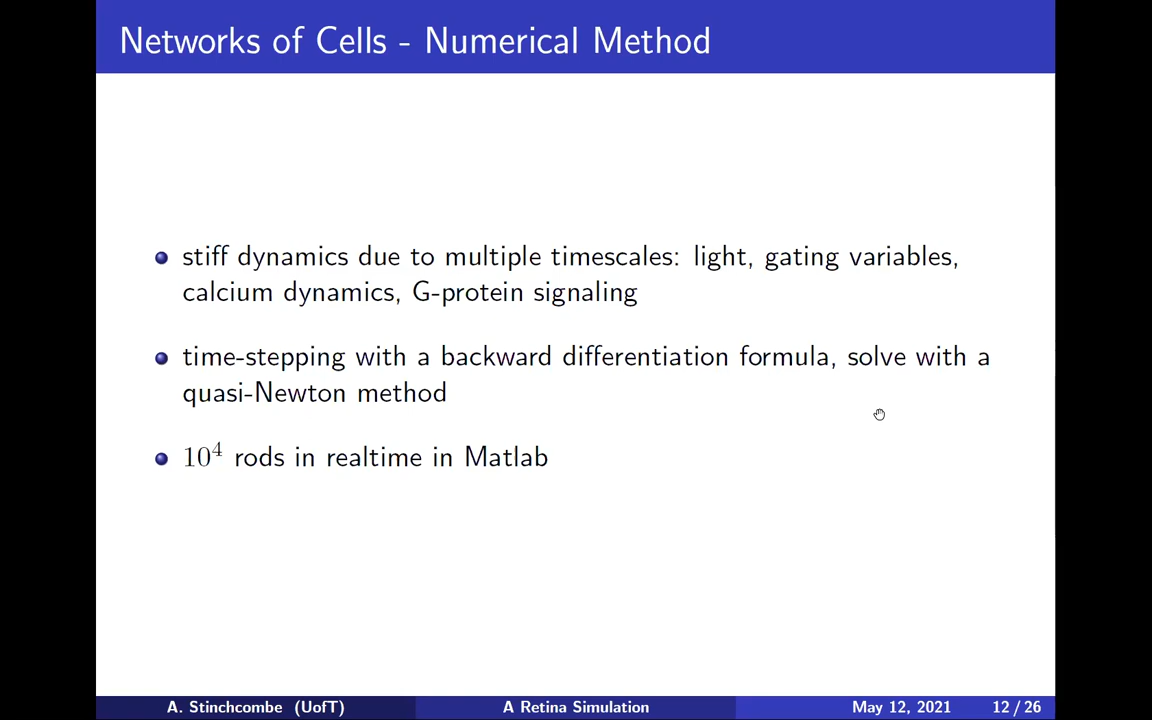 Networks of Cells - Numerical Method
stiff dynamics due to multiple timescales: light, gating variables,
calcium dynamics, G-protein signaling
time-stepping with a backward differentiation formula, solve with a
quasi-Newton method
10⁴ rods in realtime in Matlab
A. Stinchcombe (UofT) A Retina Simulation May 12, 2021 12 / 26